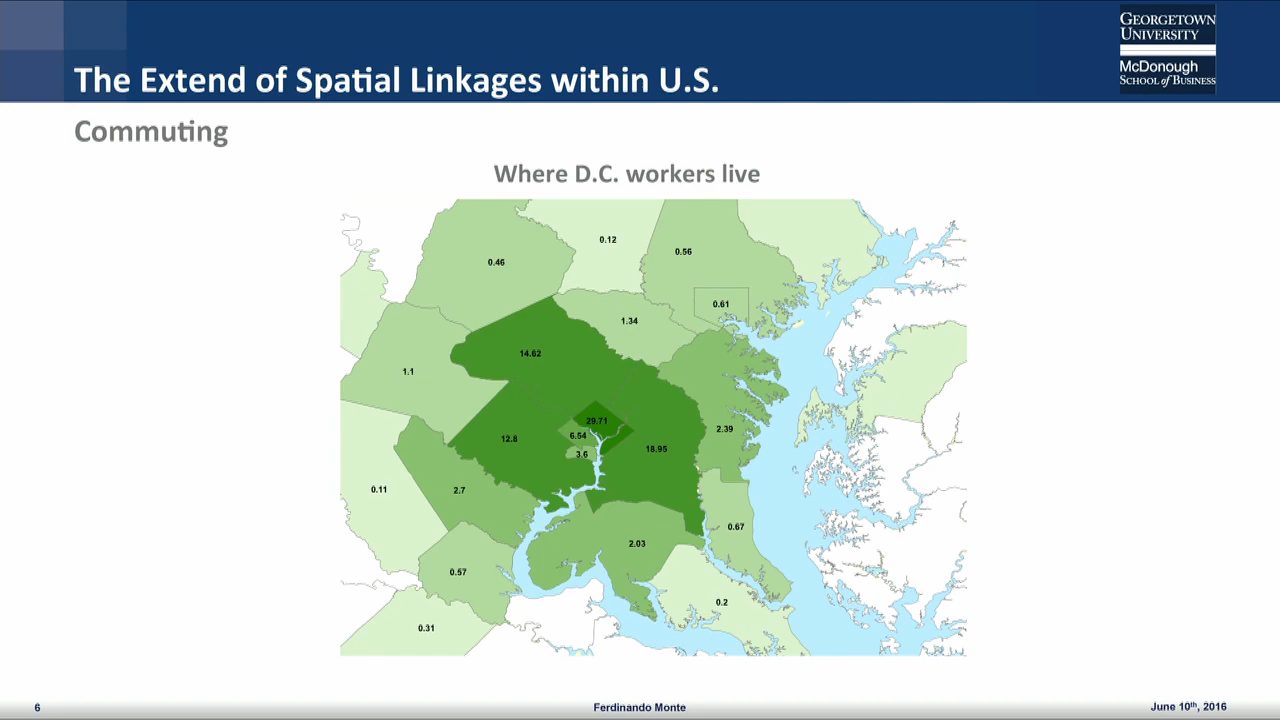 GEORGETOWN
UNIVERSITY
McDonough
SCHOOL of BUSINESS
The Extend of Spatial Linkages within U.S.
Commuting
Where D.C. workers live
0.12
0.56
0.46
0.61
1.34
14.62
1.1
29.71
2.39
6.54
12.8
18.95
3.6
0.11
2.7
0.67
2.03
0.57
0.2
0.31
6
Ferdinando Monte
June 10th, 2016